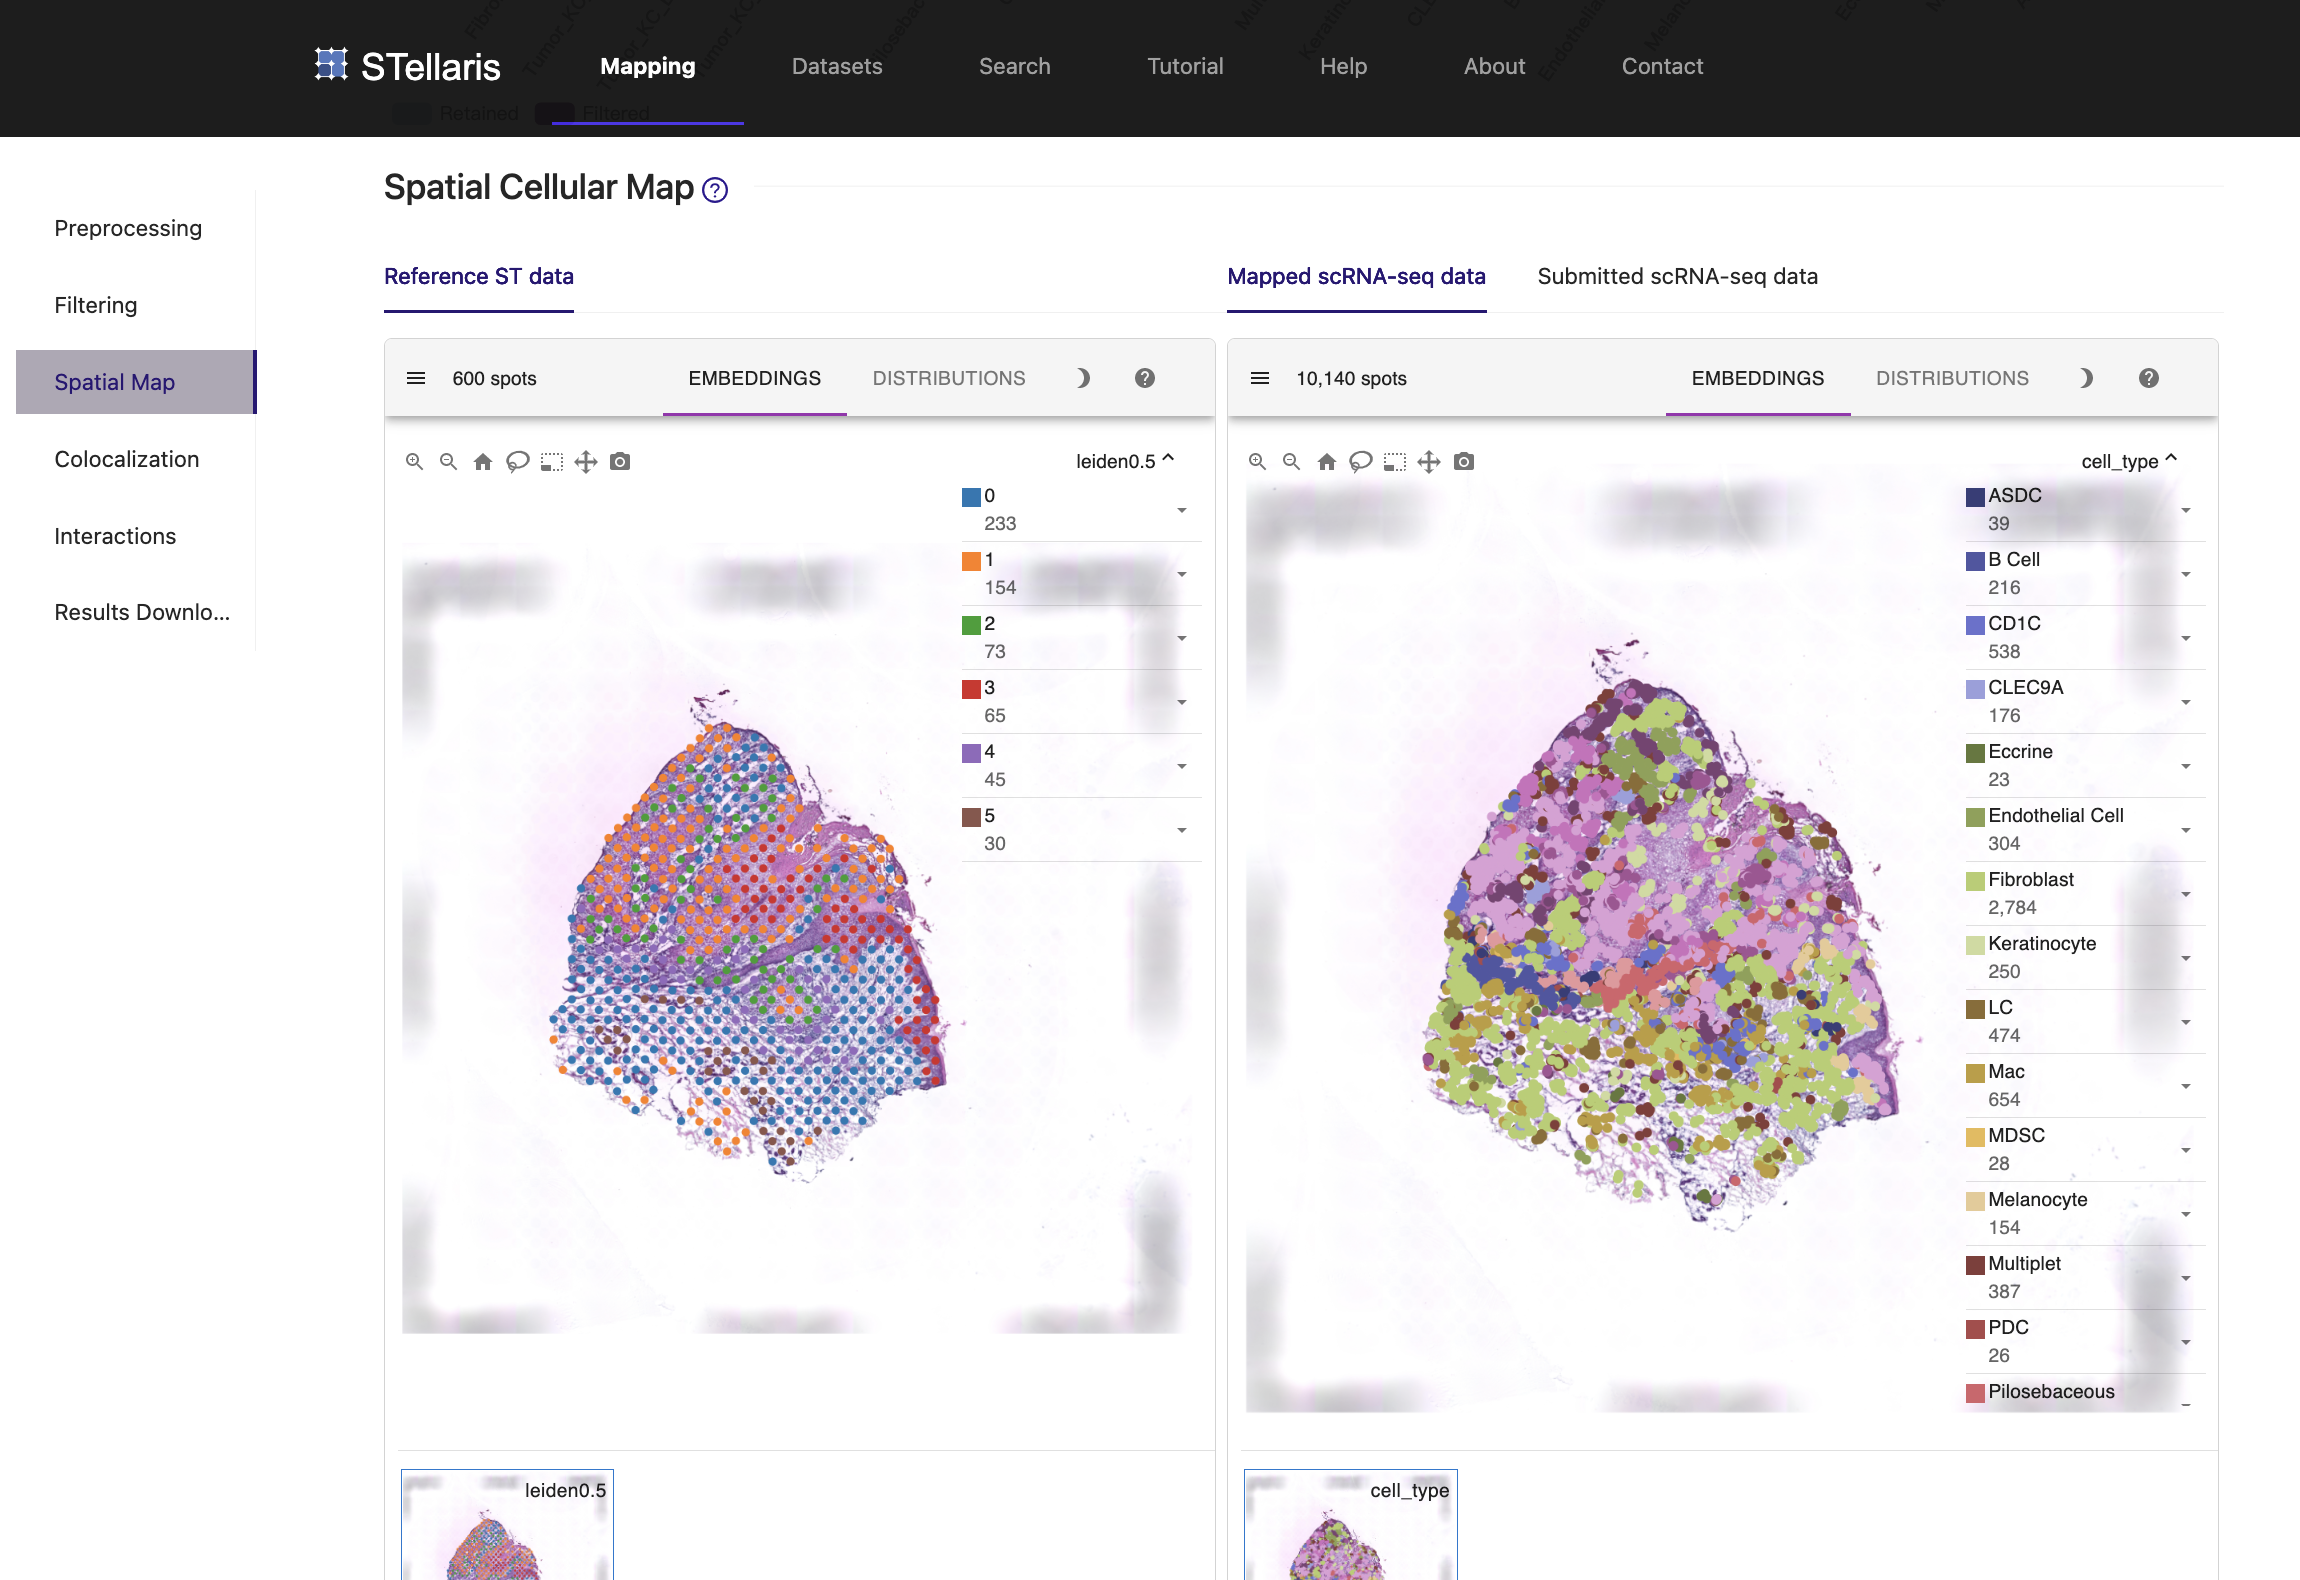 STellaris
Mapping
Datasets
Search
Tutorial
Help
About
Contact
Retained
Filtered
Preprocessing
Filtering
Spatial Map
Colocalization
Interactions
Results Downlo...
Spatial Cellular Map
Reference ST data
600 spots
EMBEDDINGS
DISTRIBUTIONS
leiden0.5
0
233
1
154
2
73
3
65
4
45
5
30
leiden0.5
Mapped scRNA-seq data
Submitted scRNA-seq data
10,140 spots
EMBEDDINGS
DISTRIBUTIONS
cell_type
ASDC
39
B Cell
216
CD1C
538
CLEC9A
176
Eccrine
23
Endothelial Cell
304
Fibroblast
2,784
Keratinocyte
250
LC
474
Mac
654
MDSC
28
Melanocyte
154
Multiplet
387
PDC
26
Pilosebaceous
cell_type